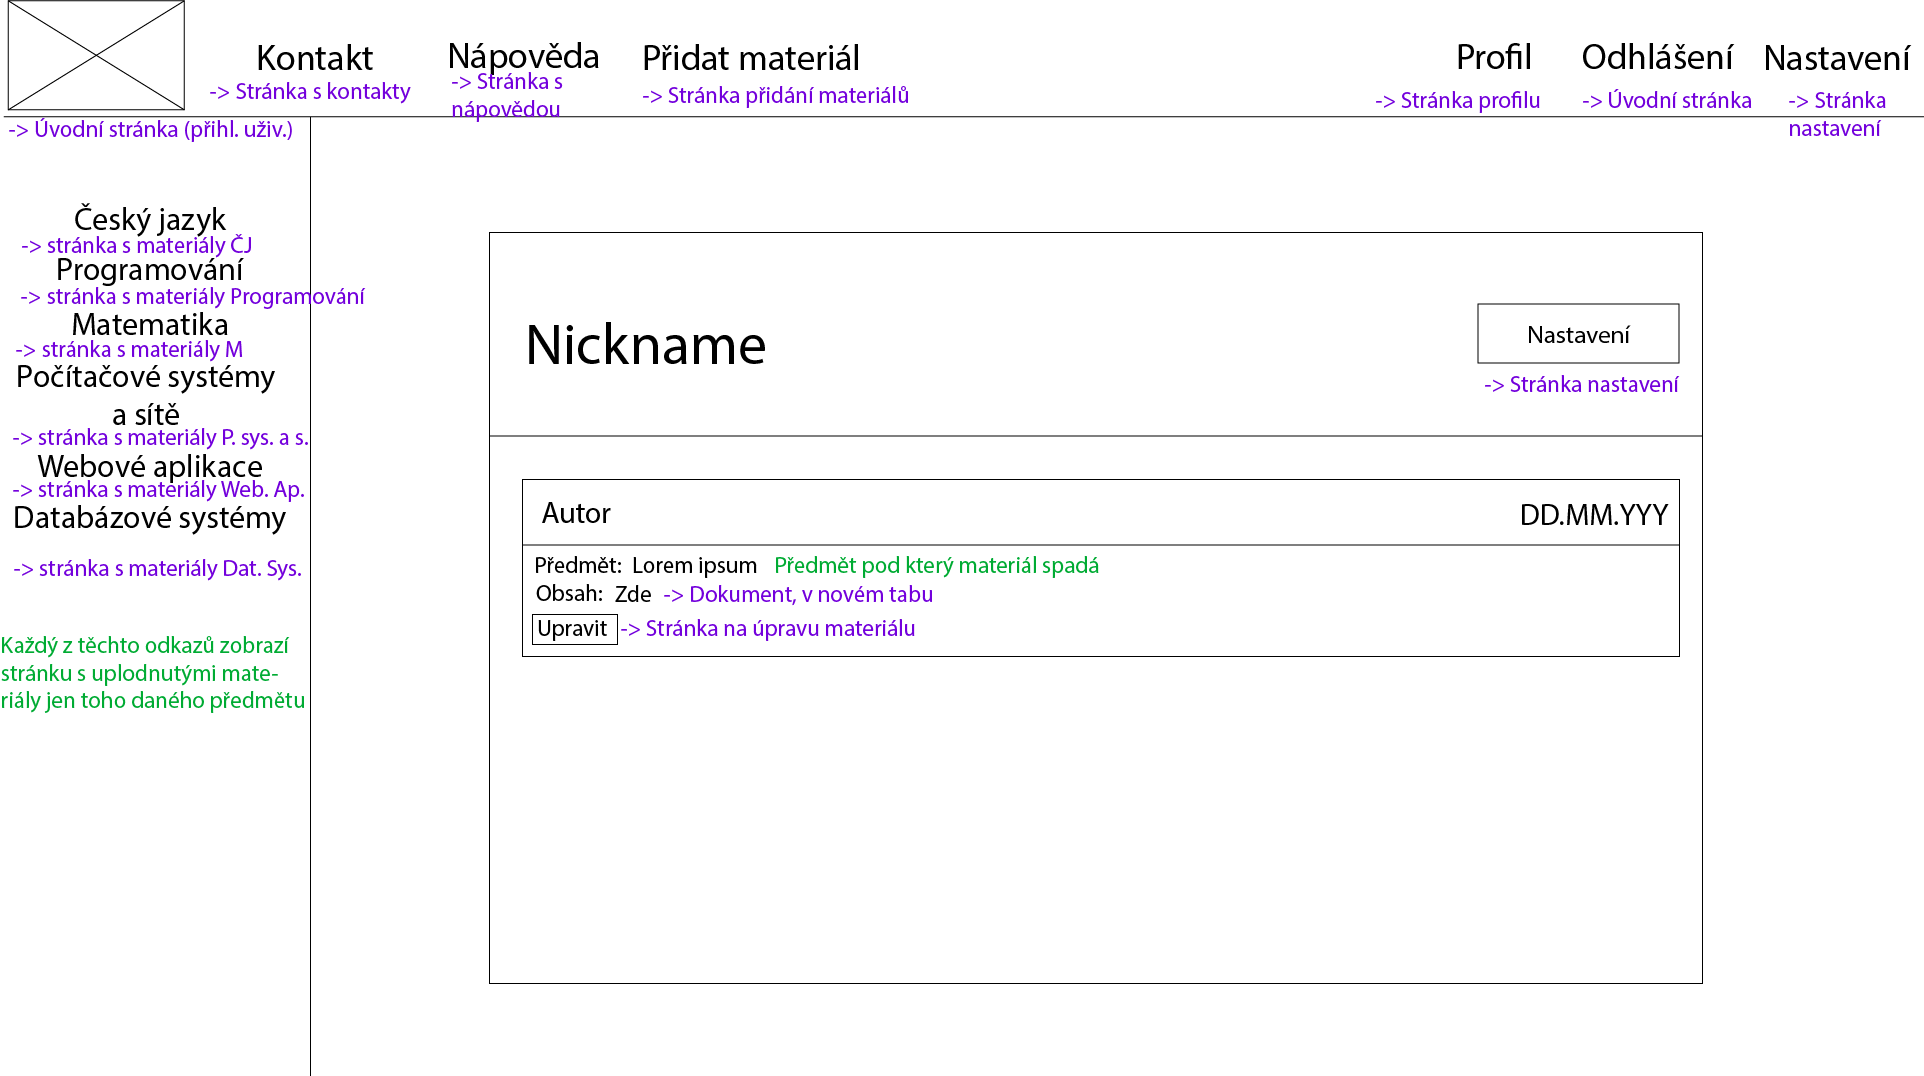 Kontakt
-> Stránka s kontakty
Nápověda
-> Stránka s
nápovědou
Přidat materiál
-> Stránka přidání materiálů
Profil
-> Stránka profilu
Odhlášení
-> Úvodní stránka
Nastavení
-> Stránka
nastavení
-> Úvodní stránka (přihl. uživ.)
Český jazyk
-> stránka s materiály ČJ
Programování
-> stránka s materiály Programování
Matematika
-> stránka s materiály M
Počítačové systémy
a sítě
-> stránka s materiály P. sys. a s.
Webové aplikace
-> stránka s materiály Web. Ap.
Databázové systémy
-> stránka s materiály Dat. Sys.
Každý z těchto odkazů zobrazí
stránku s uplodnutými mate-
riály jen toho daného předmětu
Nickname
Nastavení
-> Stránka nastavení
Autor
DD.MM.YYY
Předmět: Lorem ipsum Předmět pod který materiál spadá
Obsah: Zde -> Dokument, v novém tabu
Upravit -> Stránka na úpravu materiálu